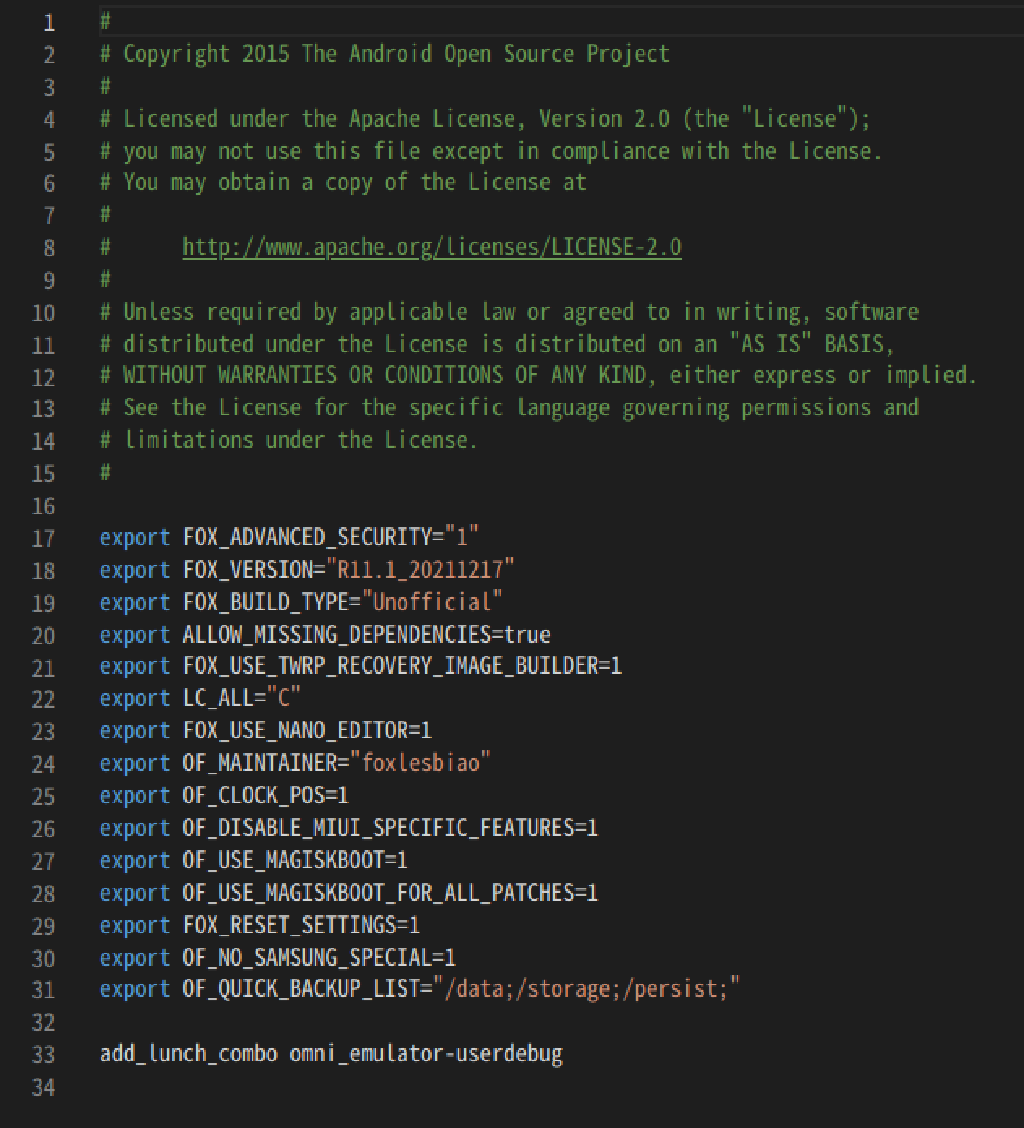 1 #
2 # Copyright 2015 The Android Open Source Project
3 #
4 # Licensed under the Apache License, Version 2.0 (the "License");
5 # you may not use this file except in compliance with the License.
6 # You may obtain a copy of the License at
7 #
8 #      http://www.apache.org/licenses/LICENSE-2.0
9 #
10 # Unless required by applicable law or agreed to in writing, software
11 # distributed under the License is distributed on an "AS IS" BASIS,
12 # WITHOUT WARRANTIES OR CONDITIONS OF ANY KIND, either express or implied.
13 # See the License for the specific language governing permissions and
14 # limitations under the License.
15 #
16
17 export FOX_ADVANCED_SECURITY="1"
18 export FOX_VERSION="R11.1_20211217"
19 export FOX_BUILD_TYPE="Unofficial"
20 export ALLOW_MISSING_DEPENDENCIES=true
21 export FOX_USE_TWRP_RECOVERY_IMAGE_BUILDER=1
22 export LC_ALL="C"
23 export FOX_USE_NANO_EDITOR=1
24 export OF_MAINTAINER="foxlesbiao"
25 export OF_CLOCK_POS=1
26 export OF_DISABLE_MIUI_SPECIFIC_FEATURES=1
27 export OF_USE_MAGISKBOOT=1
28 export OF_USE_MAGISKBOOT_FOR_ALL_PATCHES=1
29 export FOX_RESET_SETTINGS=1
30 export OF_NO_SAMSUNG_SPECIAL=1
31 export OF_QUICK_BACKUP_LIST="/data;/storage;/persist;"
32
33 add_lunch_combo omni_emulator-userdebug
34